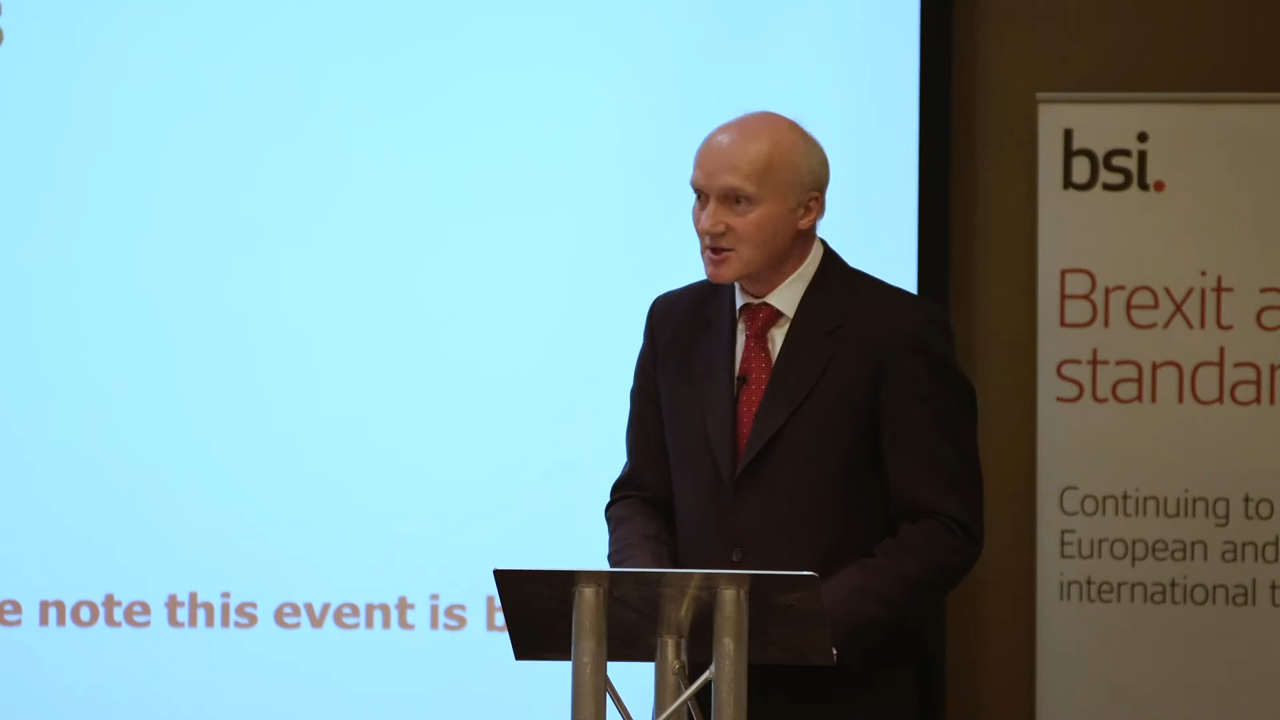 e note this event is
bsi.
Brexit a
standar
Continuing to
European and
international t